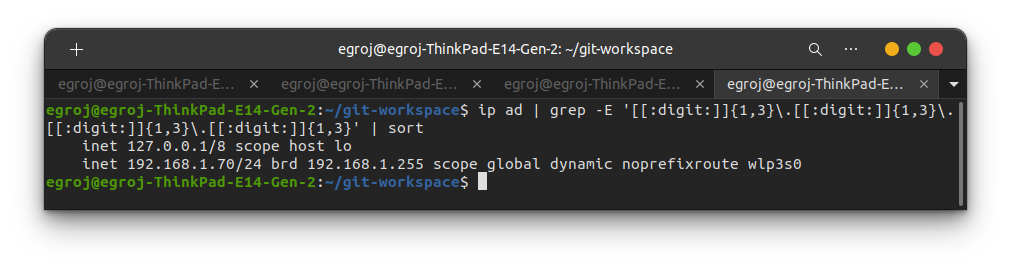 egroj@egroj-ThinkPad-E14-Gen-2: ~/git-workspace
egroj@egroj-ThinkPad-E... egroj@egroj-ThinkPad-E... egroj@egroj-ThinkPad-E... egroj@egroj-ThinkPad-E...
egroj@egroj-ThinkPad-E14-Gen-2:~/git-workspace$ ip ad | grep -E '[[:digit:]]{1,3}\.[[:digit:]]{1,3}\.
[[:digit:]]{1,3}\.[[:digit:]]{1,3}' | sort
    inet 127.0.0.1/8 scope host lo
    inet 192.168.1.70/24 brd 192.168.1.255 scope global dynamic noprefixroute wlp3s0
egroj@egroj-ThinkPad-E14-Gen-2:~/git-workspace$